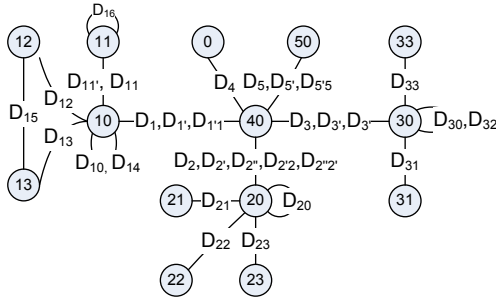 D16
12 11 0 50 33
D11', D11 D4 D5,D5',D5'5 D33
D15 D12
10 D1,D1',D1'1 40 D3,D3',D3 30 D30,D32
D13
D10, D14 D2,D2',D2",D2'2,D2"2' D31
13 21 D21 20 D20 31
D22 D23
22 23